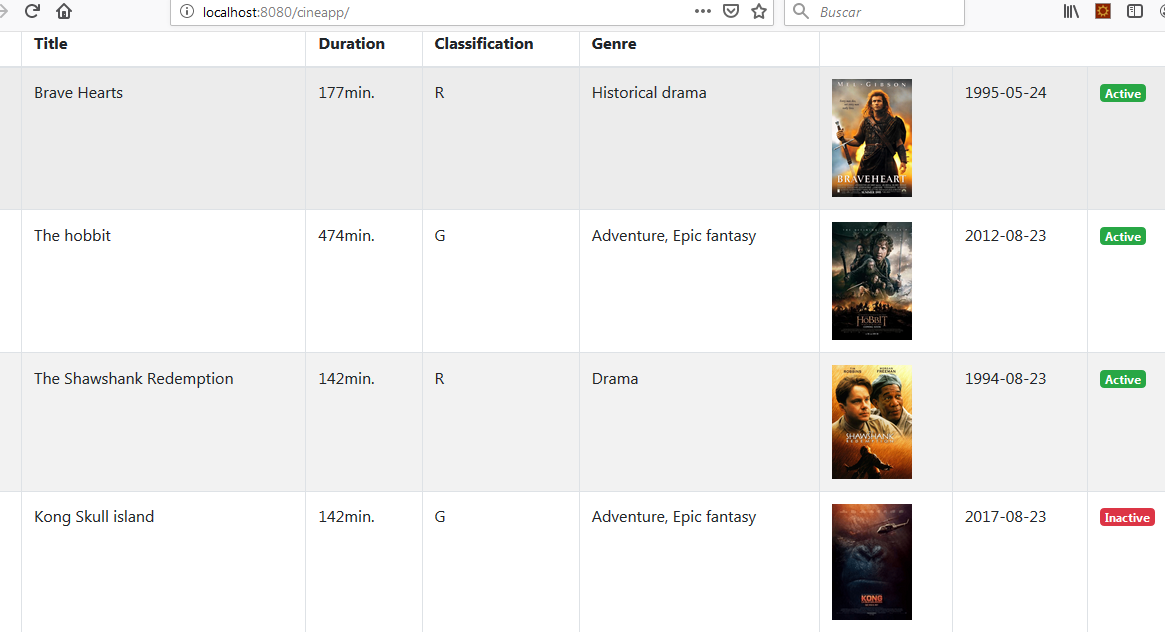 localhost:8080/cineapp/
Buscar
Title Duration Classification Genre
Brave Hearts 177min. R Historical drama 1995-05-24 Active
MEL GIBSON
BRAVEHEART
The hobbit 474min. G Adventure, Epic fantasy 2012-08-23 Active
HOBBIT
The Shawshank Redemption 142min. R Drama 1994-08-23 Active
ROBBINS FREEMAN
SHAWSHANK
REDEMPTION
Kong Skull island 142min. G Adventure, Epic fantasy 2017-08-23 Inactive
KONG